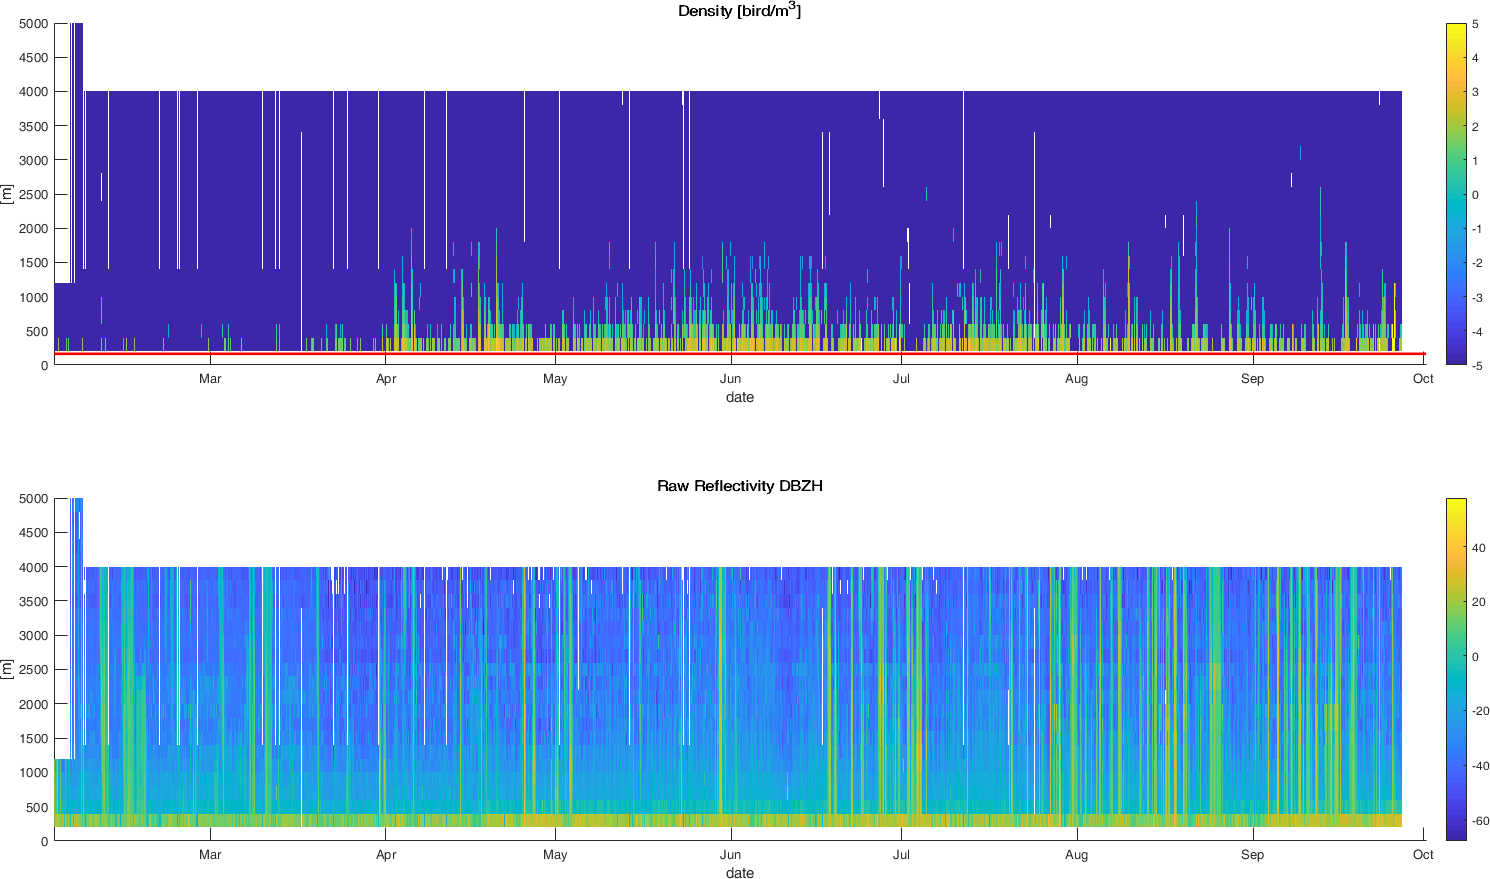 Density [bird/m³]
5000
4500
4000
3500
3000
2500
2000
1500
1000
500
0
[m]
Mar
Apr
May
Jun
Jul
Aug
Sep
Oct
date
5
4
3
2
1
0
-1
-2
-3
-4
-5
Raw Reflectivity DBZH
5000
4500
4000
3500
3000
2500
2000
1500
1000
500
0
[m]
Mar
Apr
May
Jun
Jul
Aug
Sep
Oct
date
40
20
0
-20
-40
-60